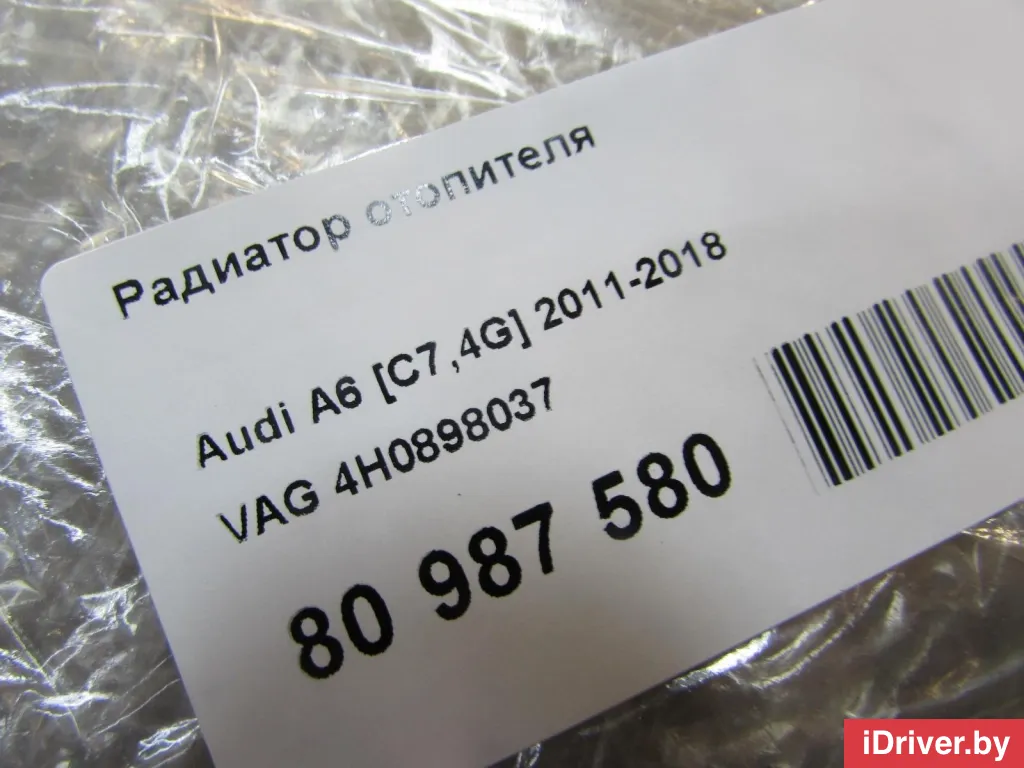 Радиатор отопителя
Audi A6 [C7,4G] 2011-2018
VAG 4H0898037
80 987 580
iDriver.by